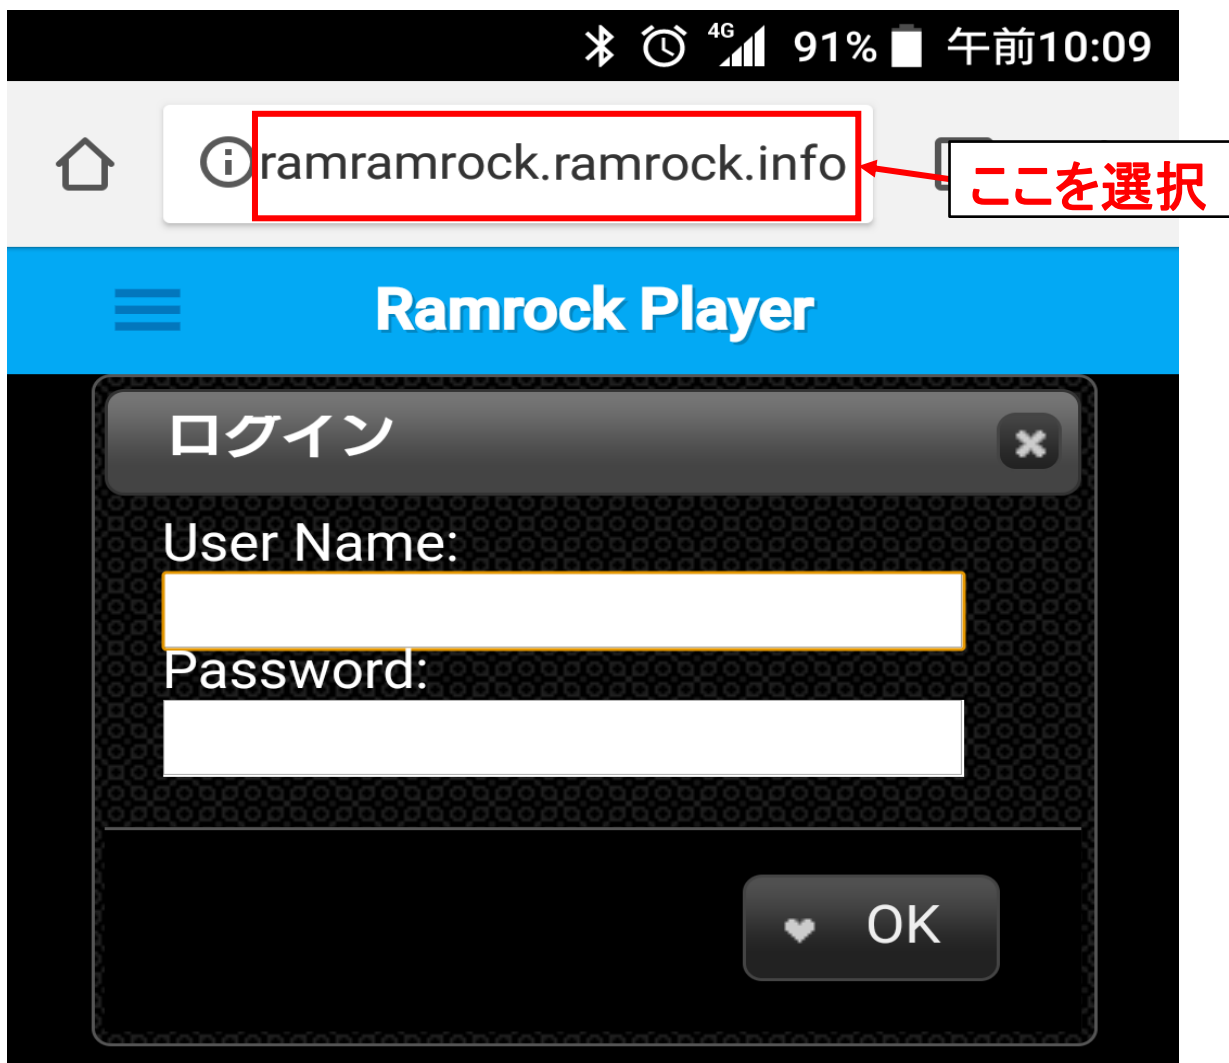 4G 91% 午前10:09
ramramrock.ramrock.info
ここを選択
Ramrock Player
ログイン
User Name:
Password:
OK